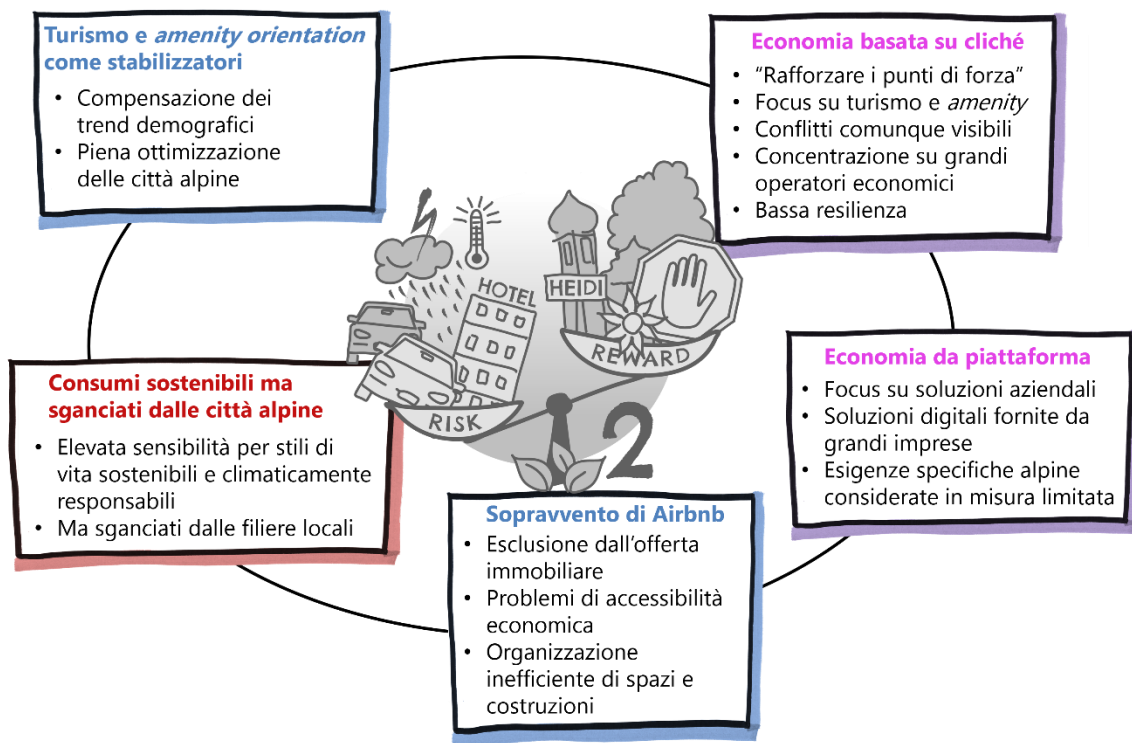 Turismo e amenity orientation
come stabilizzatori
• Compensazione dei
trend demografici
• Piena ottimizzazione
delle città alpine
Economia basata su cliché
• “Rafforzare i punti di forza”
• Focus su turismo e amenity
• Conflitti comunque visibili
• Concentrazione su grandi
operatori economici
• Bassa resilienza
HOTEL
HEIDI
REWARD
RISK
2
Consumi sostenibili ma
sganciati dalle città alpine
• Elevata sensibilità per stili di
vita sostenibili e climaticamente
responsabili
• Ma sganciati dalle filiere locali
Economia da piattaforma
• Focus su soluzioni aziendali
• Soluzioni digitali fornite da
grandi imprese
• Esigenze specifiche alpine
considerate in misura limitata
Sopravvento di Airbnb
• Esclusione dall’offerta
immobiliare
• Problemi di accessibilità
economica
• Organizzazione
inefficiente di spazi e
costruzioni